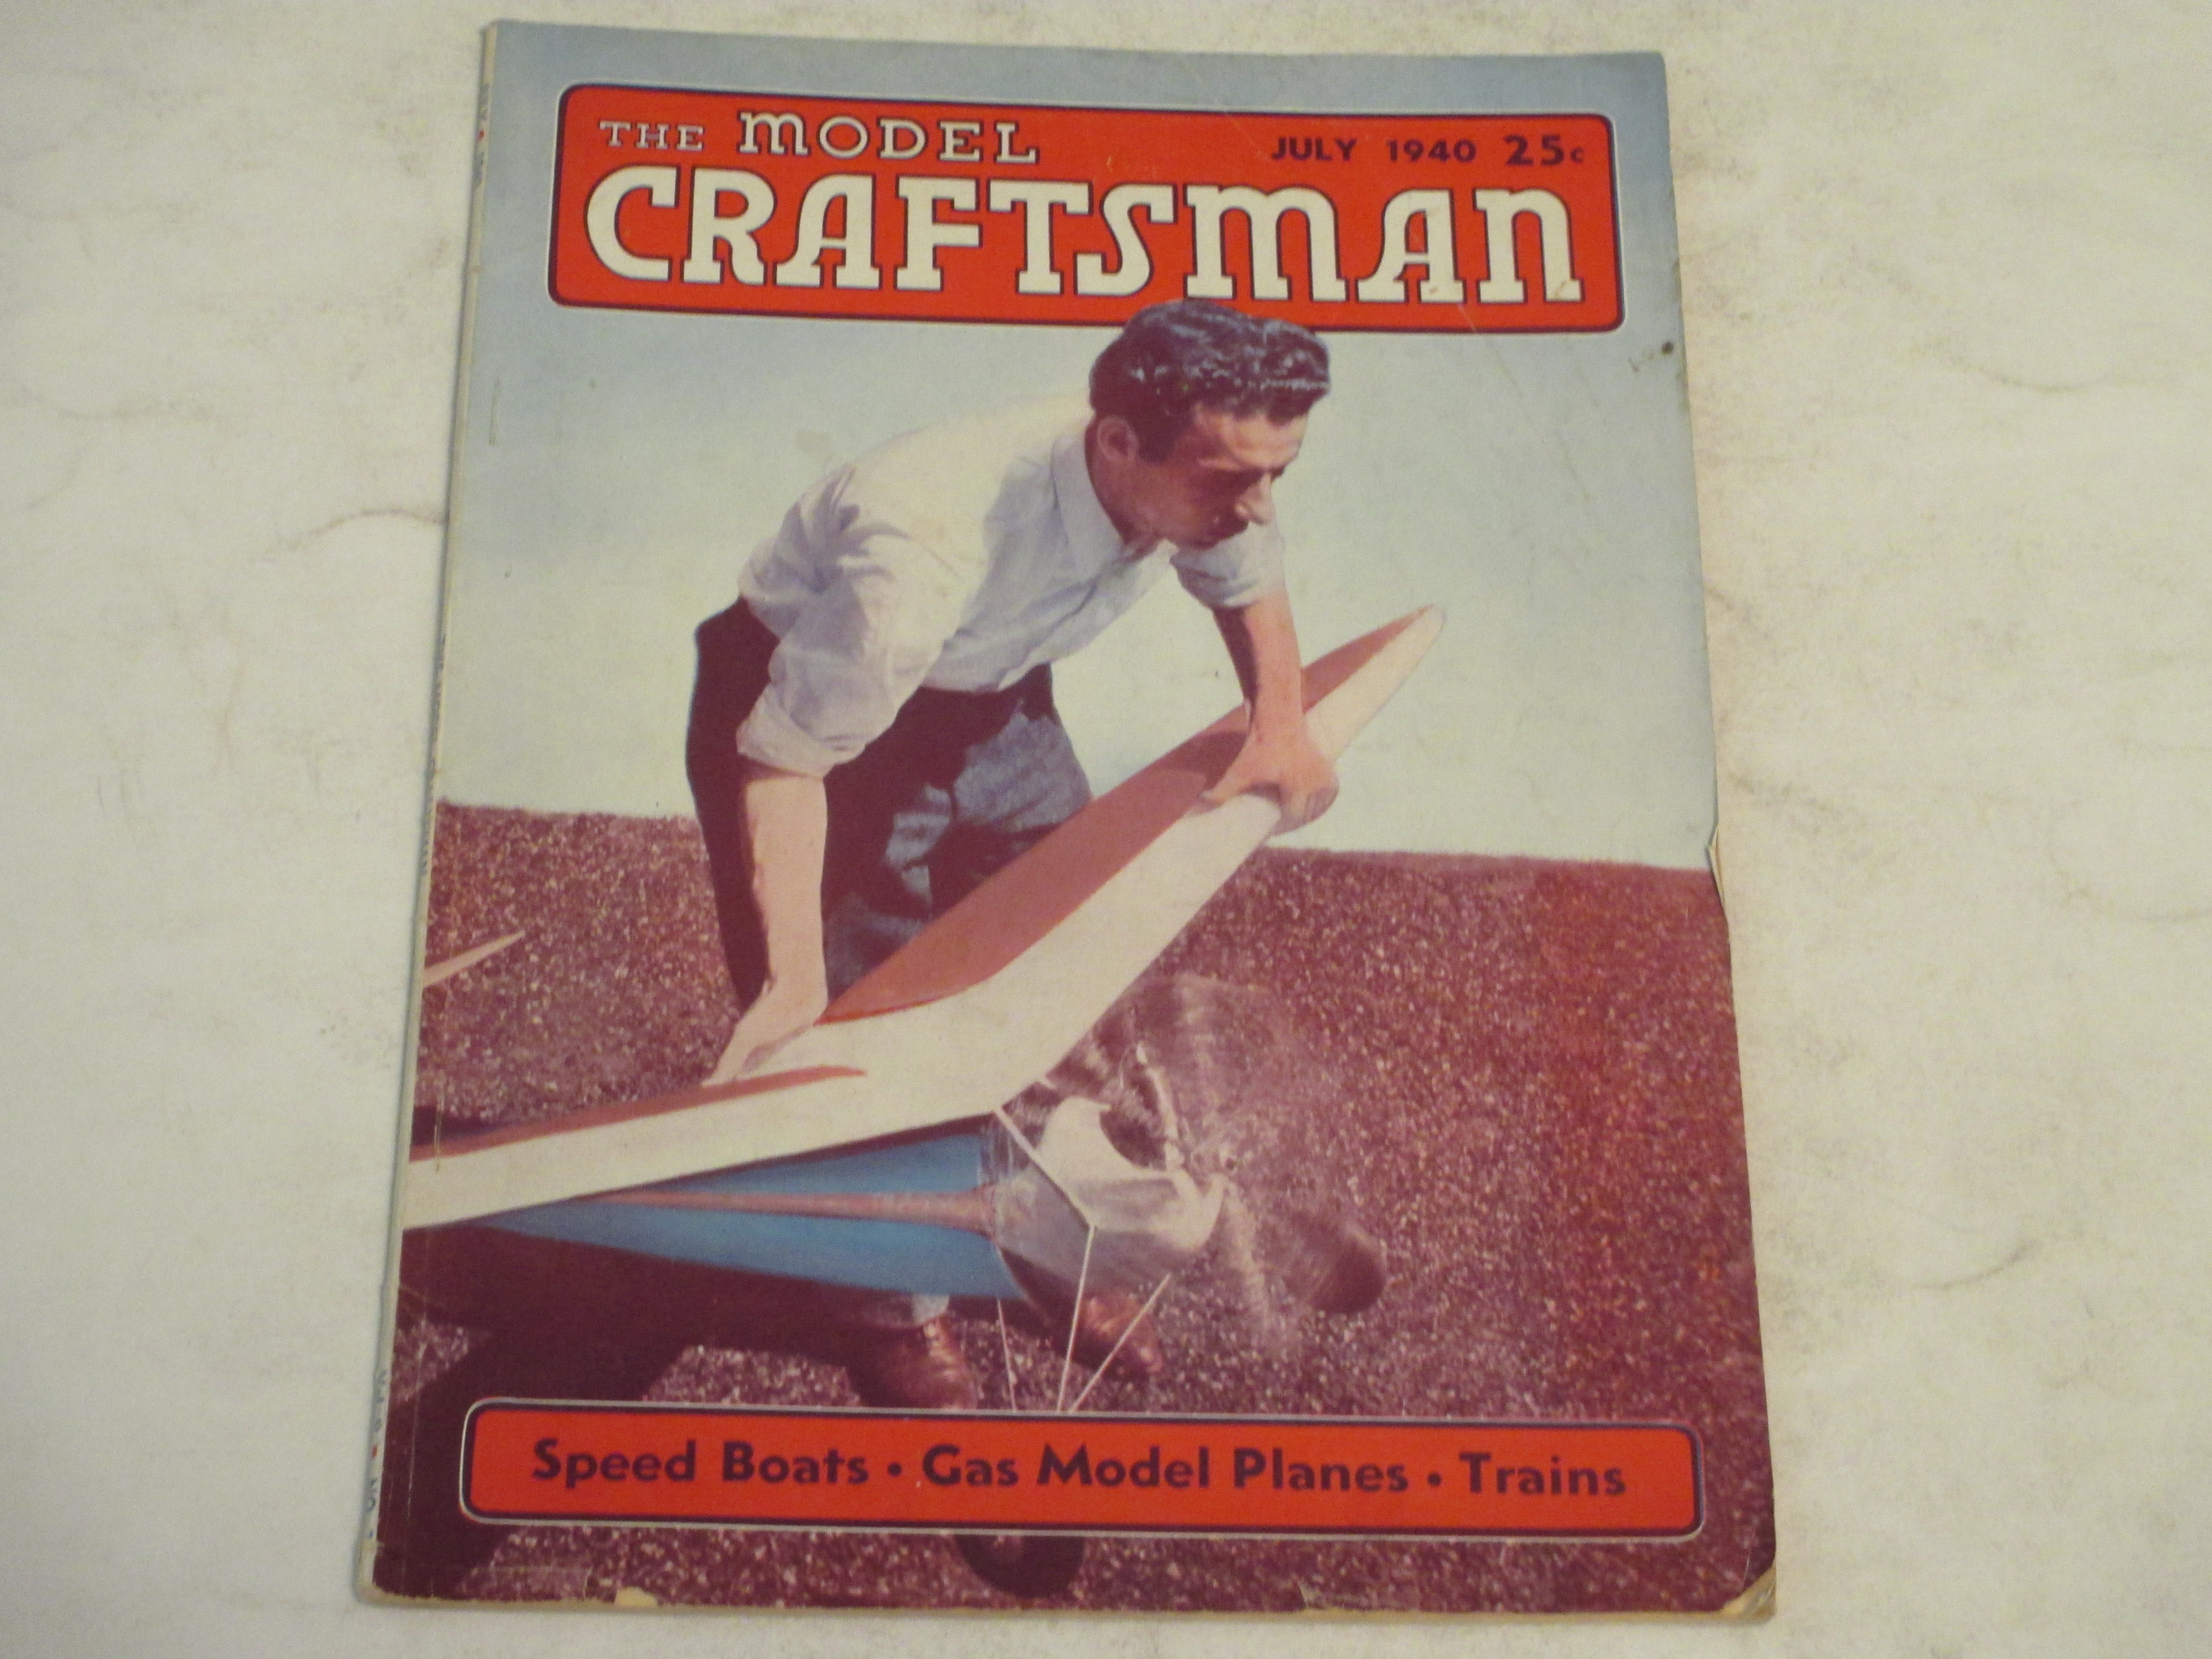 THE MODEL
JULY 1940 25c
CRAFTSMAN
Speed Boats • Gas Model Planes • Trains